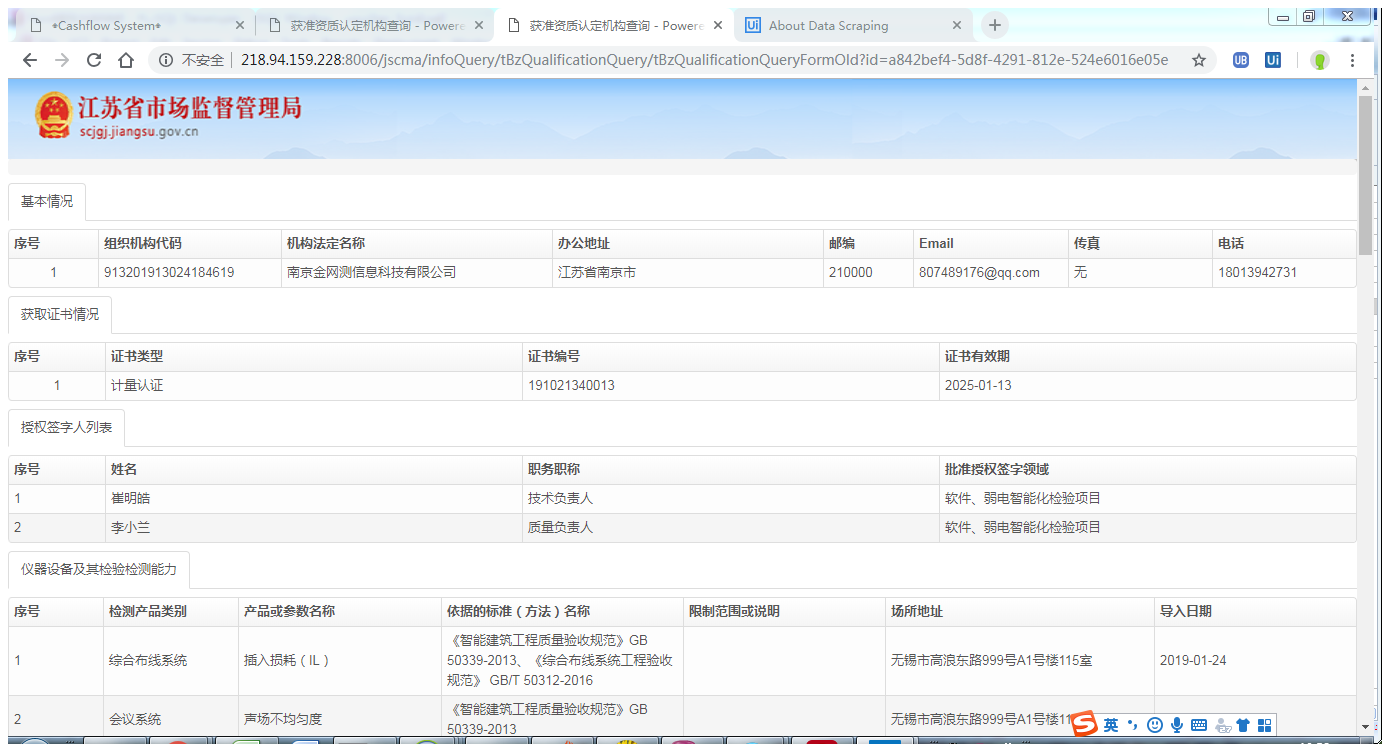 *Cashflow System*
获准资质认定机构查询 - Powere
获准资质认定机构查询 - Powere
Ui About Data Scraping
不安全 218.94.159.228:8006/jscma/infoQuery/tBzQualificationQuery/tBzQualificationQueryFormOld?id=a842bef4-5d8f-4291-812e-524e6016e05e
UB Ui
江苏省市场监督管理局
scjgj.jiangsu.gov.cn
基本情况
序号 组织机构代码 机构法定名称 办公地址 邮编 Email 传真 电话
1 913201913024184619 南京金网测信息科技有限公司 江苏省南京市 210000 807489176@qq.com 无 18013942731
获取证书情况
序号 证书类型 证书编号 证书有效期
1 计量认证 191021340013 2025-01-13
授权签字人列表
序号 姓名 职务职称 批准授权签字领域
1 崔明皓 技术负责人 软件、弱电智能化检验项目
2 李小兰 质量负责人 软件、弱电智能化检验项目
仪器设备及其检验检测能力
序号 检测产品类别 产品或参数名称 依据的标准（方法）名称 限制范围或说明 场所地址 导入日期
《智能建筑工程质量验收规范》GB
1 综合布线系统 插入损耗（IL） 50339-2013、《综合布线系统工程验收 无锡市高浪东路999号A1号楼115室 2019-01-24
规范》 GB/T 50312-2016
《智能建筑工程质量验收规范》GB
2 会议系统 声场不均匀度 50339-2013 无锡市高浪东路999号A1号楼11
S 英